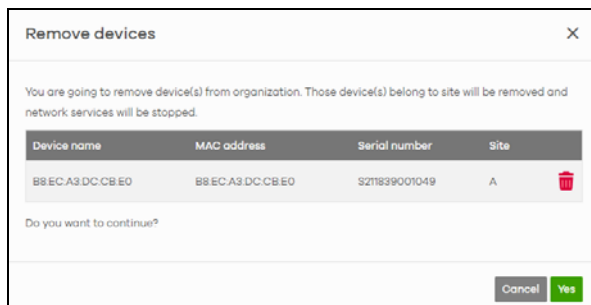 Remove devices
You are going to remove device(s) from organization. Those device(s) belong to site will be removed and
network services will be stopped.
Device name MAC address Serial number Site
B8:EC:A3:DC:CB:E0 B8:EC:A3:DC:CB:E0 S211839001049 A
Do you want to continue?
Cancel Yes